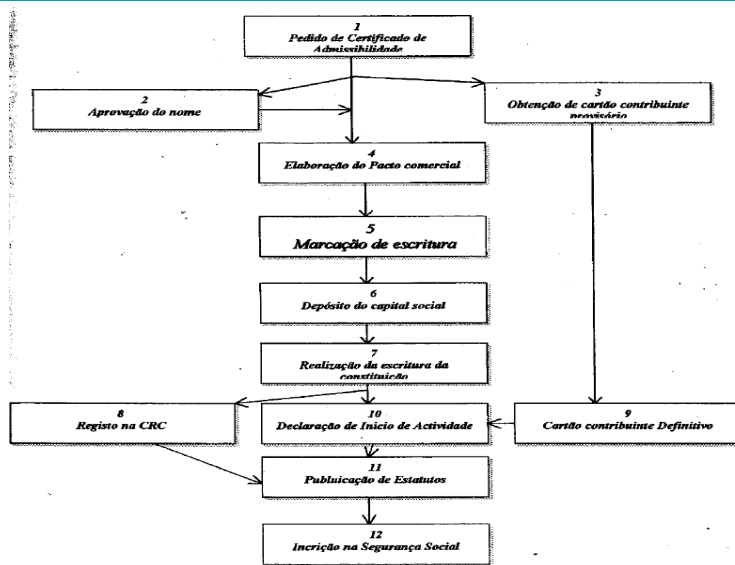 1
Pedido de Certificado de
Admissibilidade
2
Aprovação do nome
3
Obtenção de cartão contribuinte
provisório
4
Elaboração do Pacto comercial
5
Marcação de escritura
6
Depósito do capital social
7
Realização da escritura da
constituição
8
Registo na CRC
10
Declaração de Inicio de Actividade
9
Cartão contribuinte Definitivo
11
Publuicação de Estatutos
12
Incrição na Segurança Social